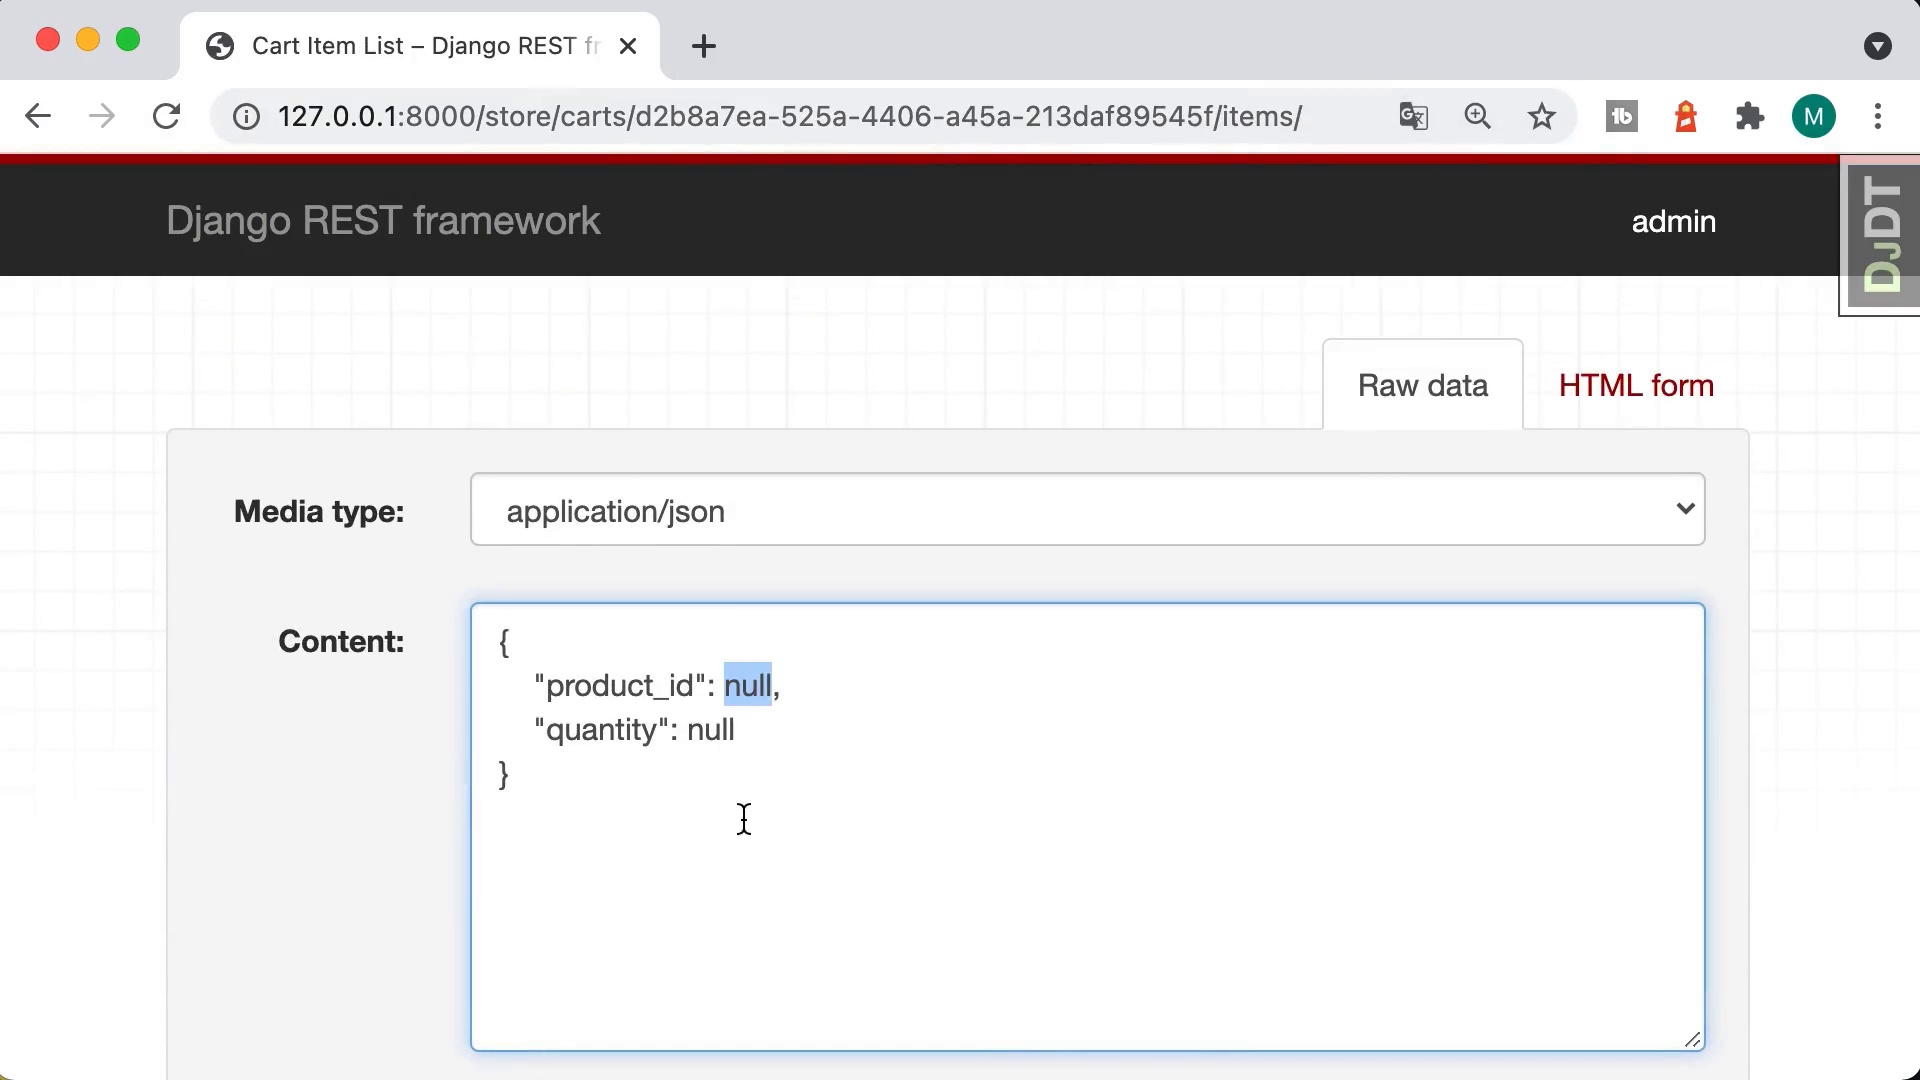 Cart Item List – Django REST fr
127.0.0.1:8000/store/carts/d2b8a7ea-525a-4406-a45a-213daf89545f/items/
tb
M
Django REST framework
admin
DJDT
Raw data
HTML form
Media type:
application/json
Content:
{
"product_id": null,
"quantity": null
}